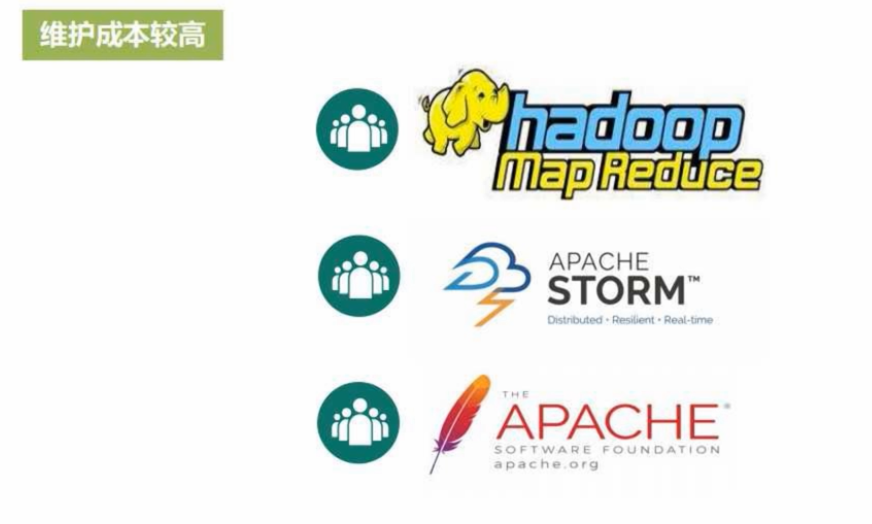 维护成本较高
hadoop
Map Reduce
APACHE
STORM™
Distributed • Resilient • Real-time
THE
APACHE®
SOFTWARE FOUNDATION
apache.org